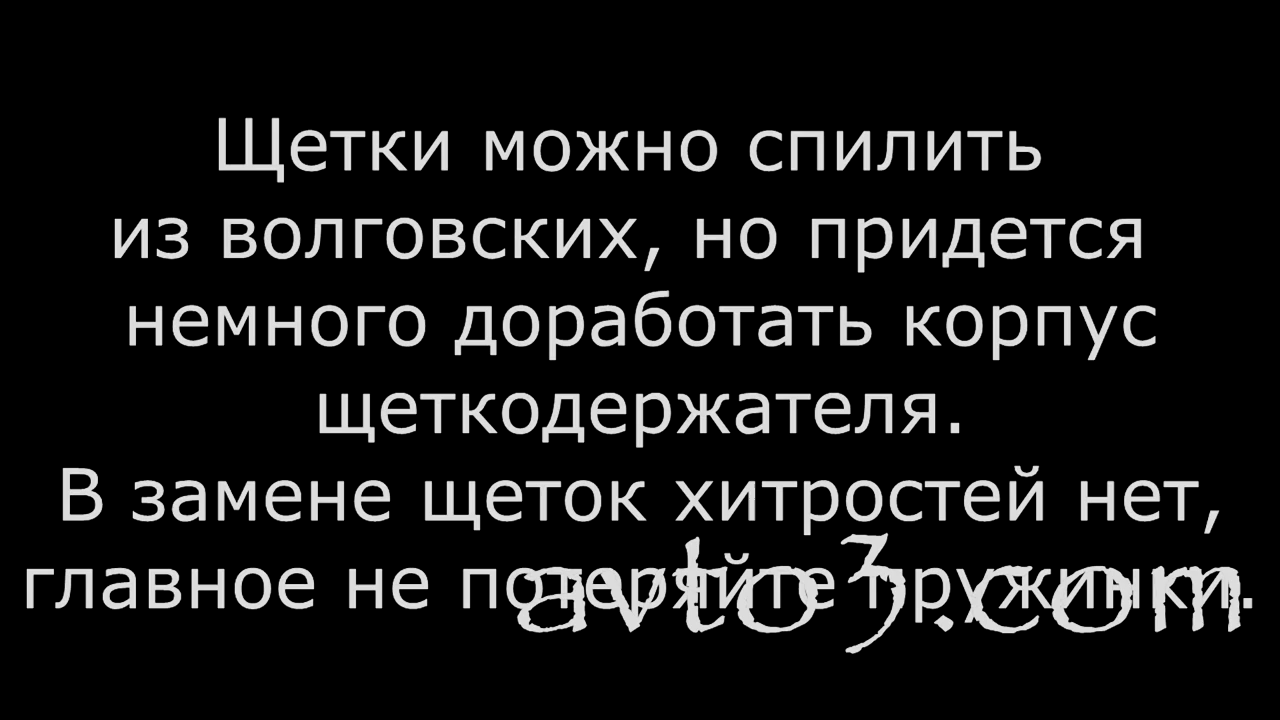 Щетки можно спилить
из волговских, но придется
немного доработать корпус
щеткодержателя.
В замене щеток хитростей нет,
главное не потеряйте пружинки.
avto3.com